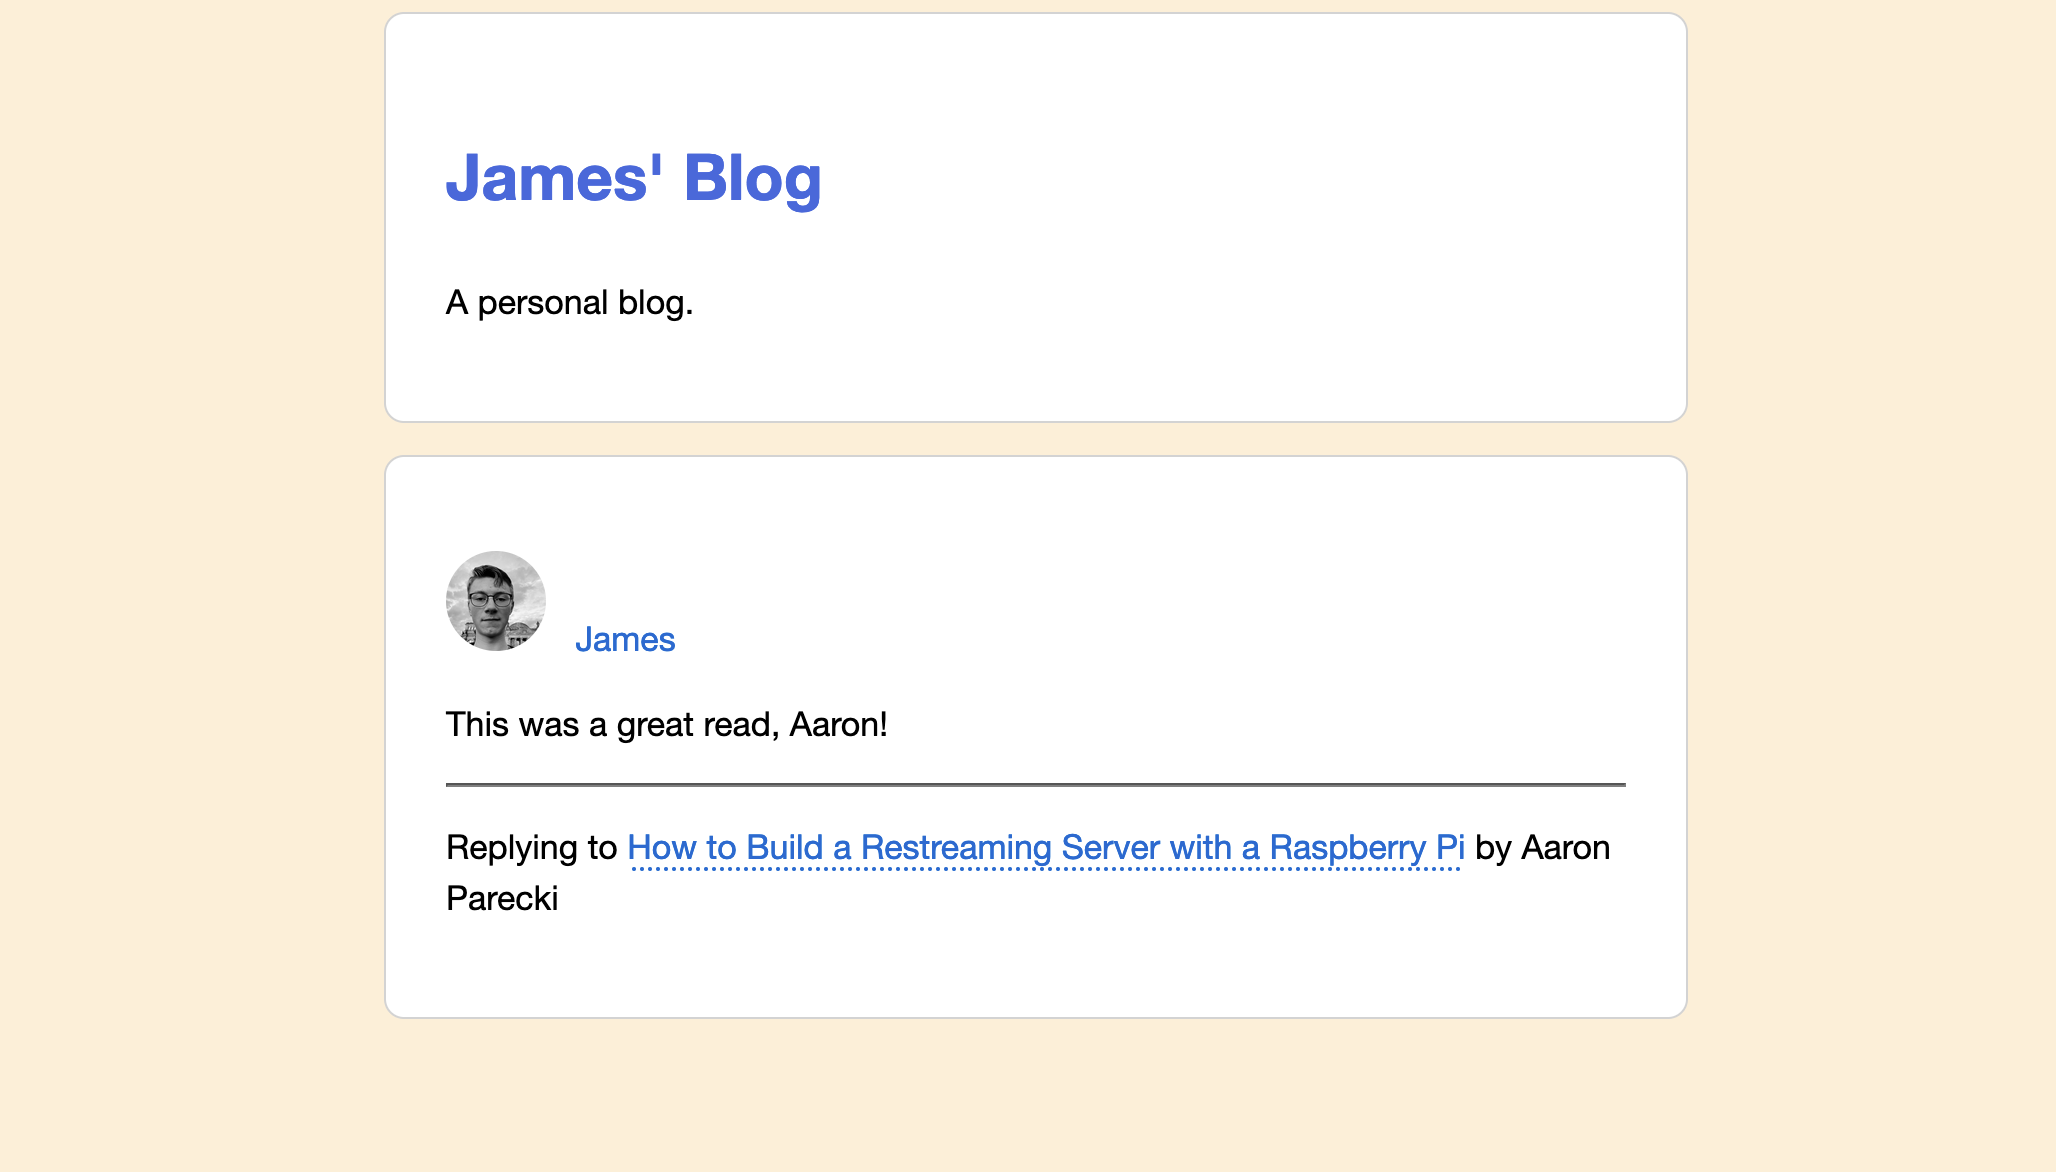 James' Blog
A personal blog.
James
This was a great read, Aaron!
Replying to How to Build a Restreaming Server with a Raspberry Pi by Aaron
Parecki